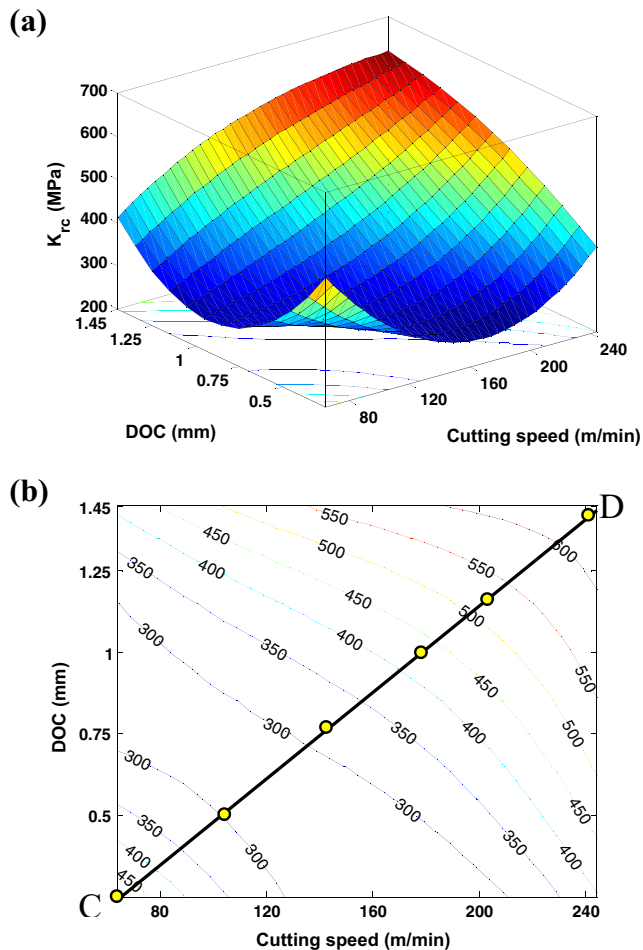 (a)
700
600
500
400
300
200
K_rc (MPa)
1.45
1.25
1
0.75
0.5
DOC (mm)
80
120
160
200
240
Cutting speed (m/min)
(b)
1.45
1.25
1
0.75
0.5
DOC (mm)
550 D
450 600
500
350 400 550
450 500
300 400
350 450 550
300 500
300 350 400 450
300
350 300 400
400 300 350
450
C
80 120 160 200 240
Cutting speed (m/min)